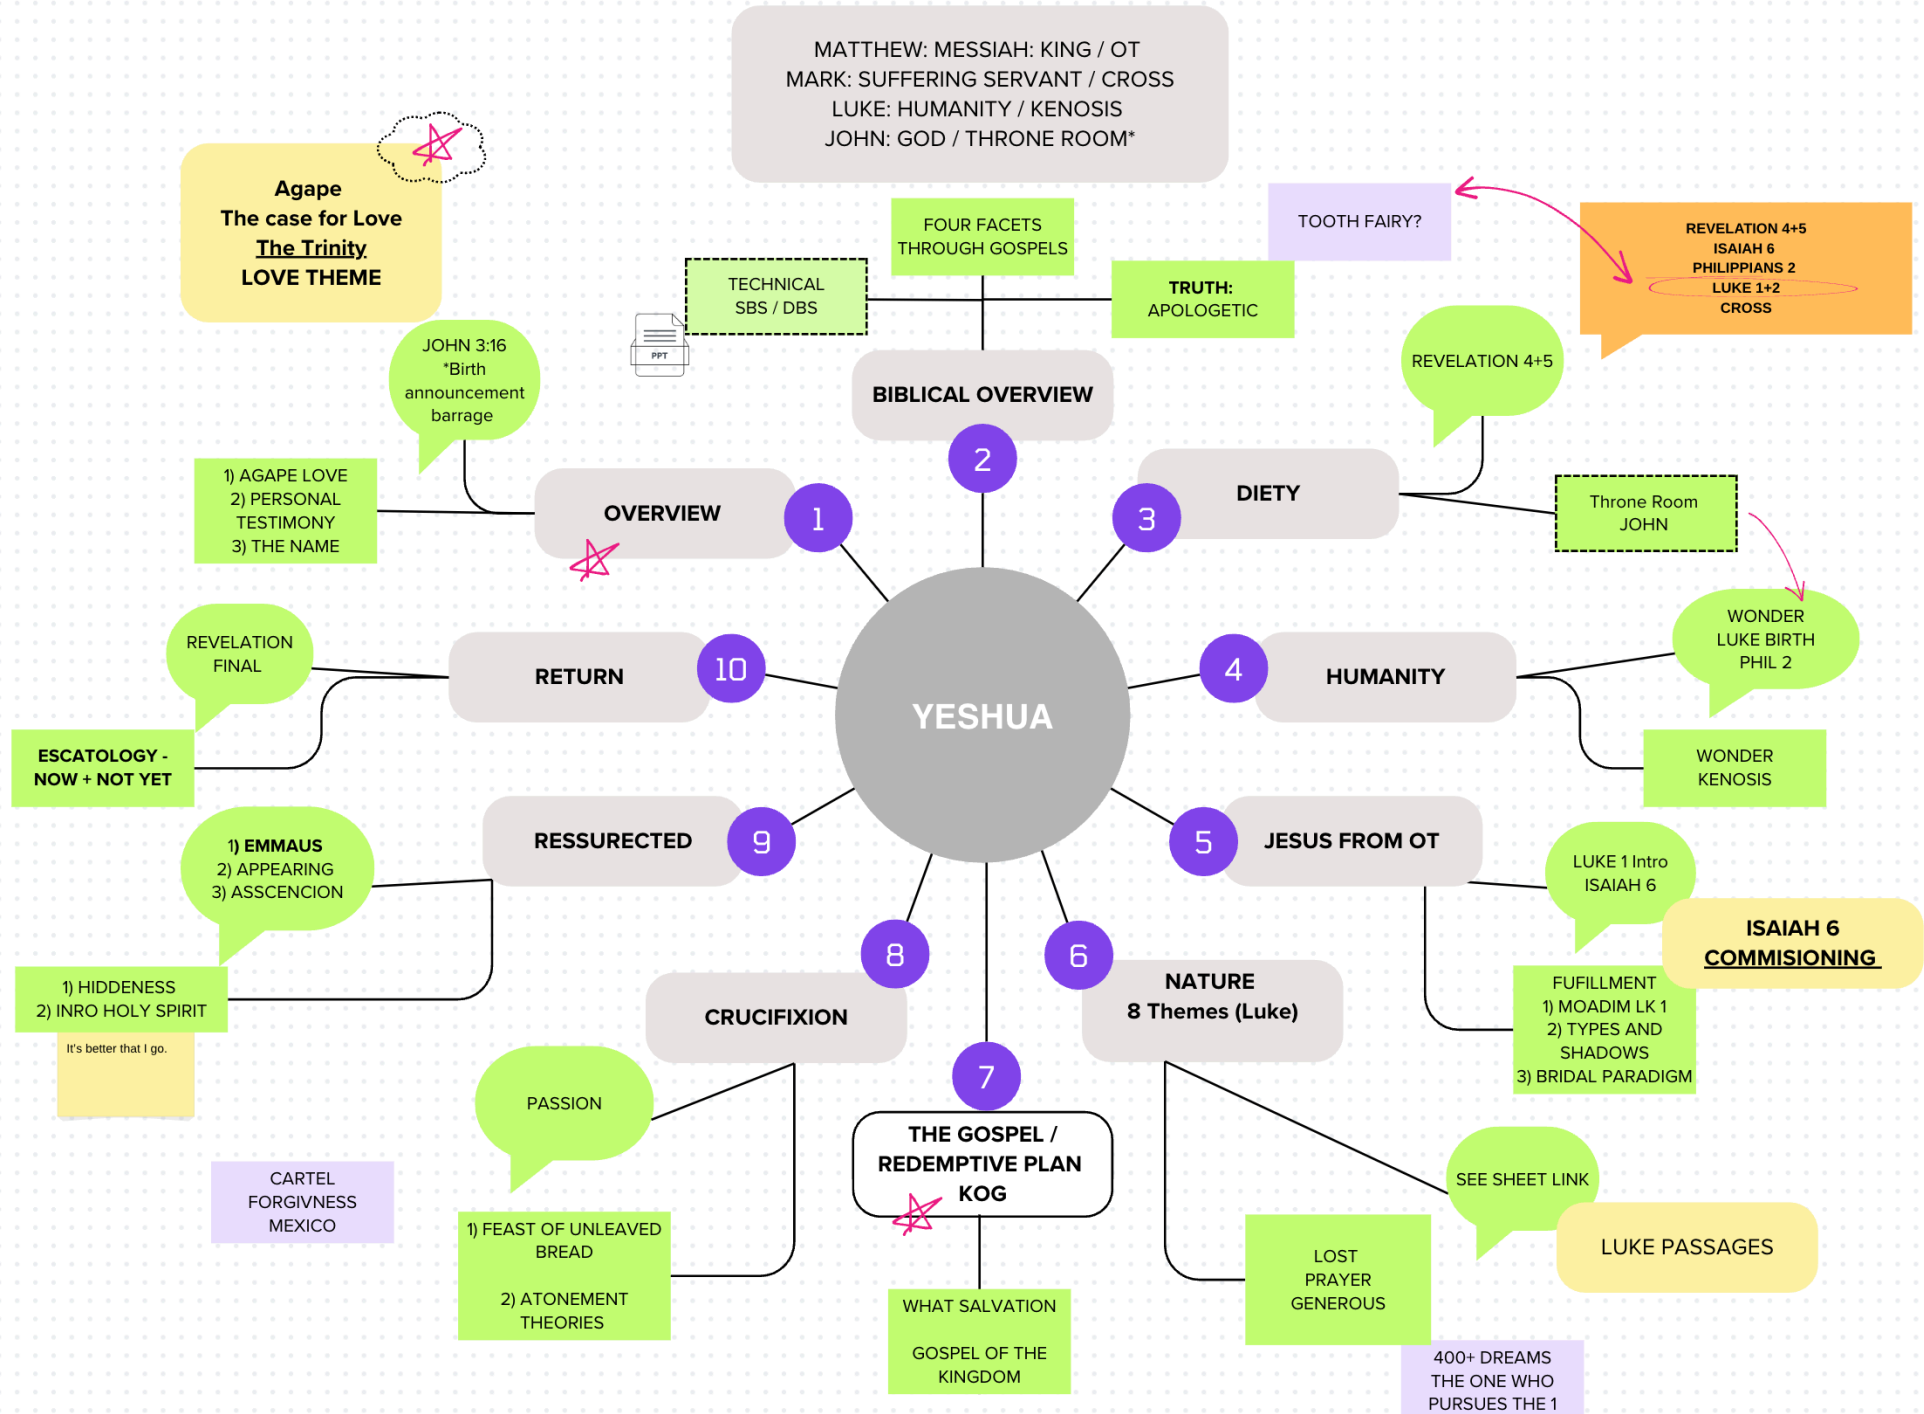 MATTHEW: MESSIAH: KING / OT
MARK: SUFFERING SERVANT / CROSS
LUKE: HUMANITY / KENOSIS
JOHN: GOD / THRONE ROOM*
Agape
The case for Love
The Trinity
LOVE THEME
FOUR FACETS
THROUGH GOSPELS
TECHNICAL
SBS / DBS
PPT
TRUTH:
APOLOGETIC
TOOTH FAIRY?
REVELATION 4+5
ISAIAH 6
PHILIPPIANS 2
LUKE 1+2
CROSS
BIBLICAL OVERVIEW
2
JOHN 3:16
*Birth
announcement
barrage
1) AGAPE LOVE
2) PERSONAL
TESTIMONY
3) THE NAME
OVERVIEW
1
DIETY
3
REVELATION 4+5
Throne Room
JOHN
YESHUA
REVELATION
FINAL
RETURN
10
ESCATOLOGY -
NOW + NOT YET
4
HUMANITY
WONDER
LUKE BIRTH
PHIL 2
WONDER
KENOSIS
1) EMMAUS
2) APPEARING
3) ASSCENCION
RESSURECTED
9
1) HIDDENESS
2) INRO HOLY SPIRIT
It's better that I go.
5
JESUS FROM OT
LUKE 1 Intro
ISAIAH 6
ISAIAH 6
COMMISIONING
FUFILLMENT
1) MOADIM LK 1
2) TYPES AND
SHADOWS
3) BRIDAL PARADIGM
8
CRUCIFIXION
PASSION
1) FEAST OF UNLEAVED
BREAD
2) ATONEMENT
THEORIES
CARTEL
FORGIVNESS
MEXICO
7
THE GOSPEL /
REDEMPTIVE PLAN
KOG
WHAT SALVATION
GOSPEL OF THE
KINGDOM
6
NATURE
8 Themes (Luke)
SEE SHEET LINK
LUKE PASSAGES
LOST
PRAYER
GENEROUS
400+ DREAMS
THE ONE WHO
PURSUES THE 1